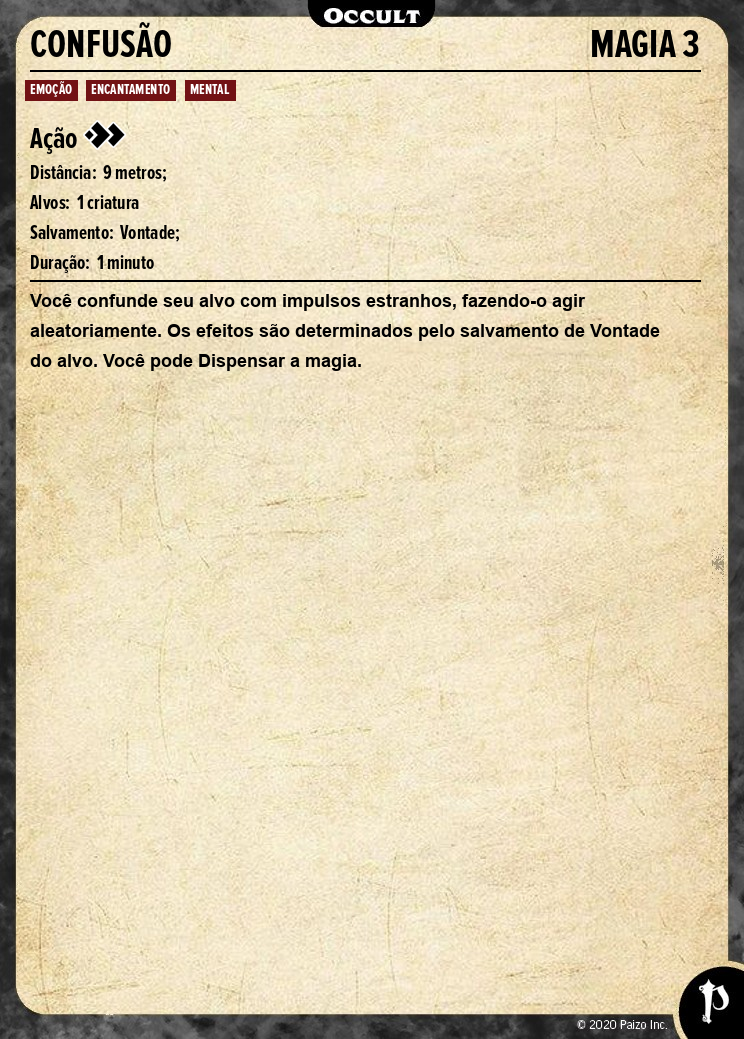 OCCULT
CONFUSÃO MAGIA 3
EMOÇÃO ENCANTAMENTO MENTAL
Ação
Distância: 9 metros;
Alvos: 1 criatura
Salvamento: Vontade;
Duração: 1 minuto
Você confunde seu alvo com impulsos estranhos, fazendo-o agir
aleatoriamente. Os efeitos são determinados pelo salvamento de Vontade
do alvo. Você pode Dispensar a magia.
© 2020 Paizo Inc.
P